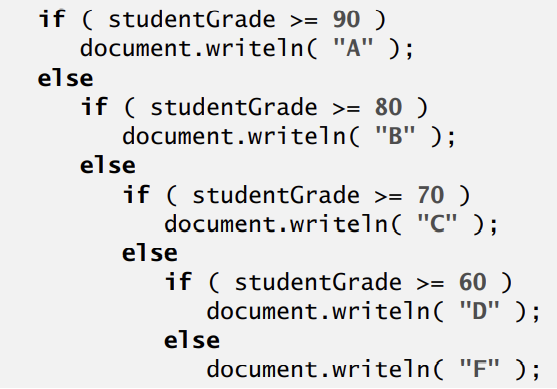 if ( studentGrade >= 90 )
document.writeln( "A" );
else
if ( studentGrade >= 80 )
document.writeln( "B" );
else
if ( studentGrade >= 70 )
document.writeln( "C" );
else
if ( studentGrade >= 60 )
document.writeln( "D" );
else
document.writeln( "F" );